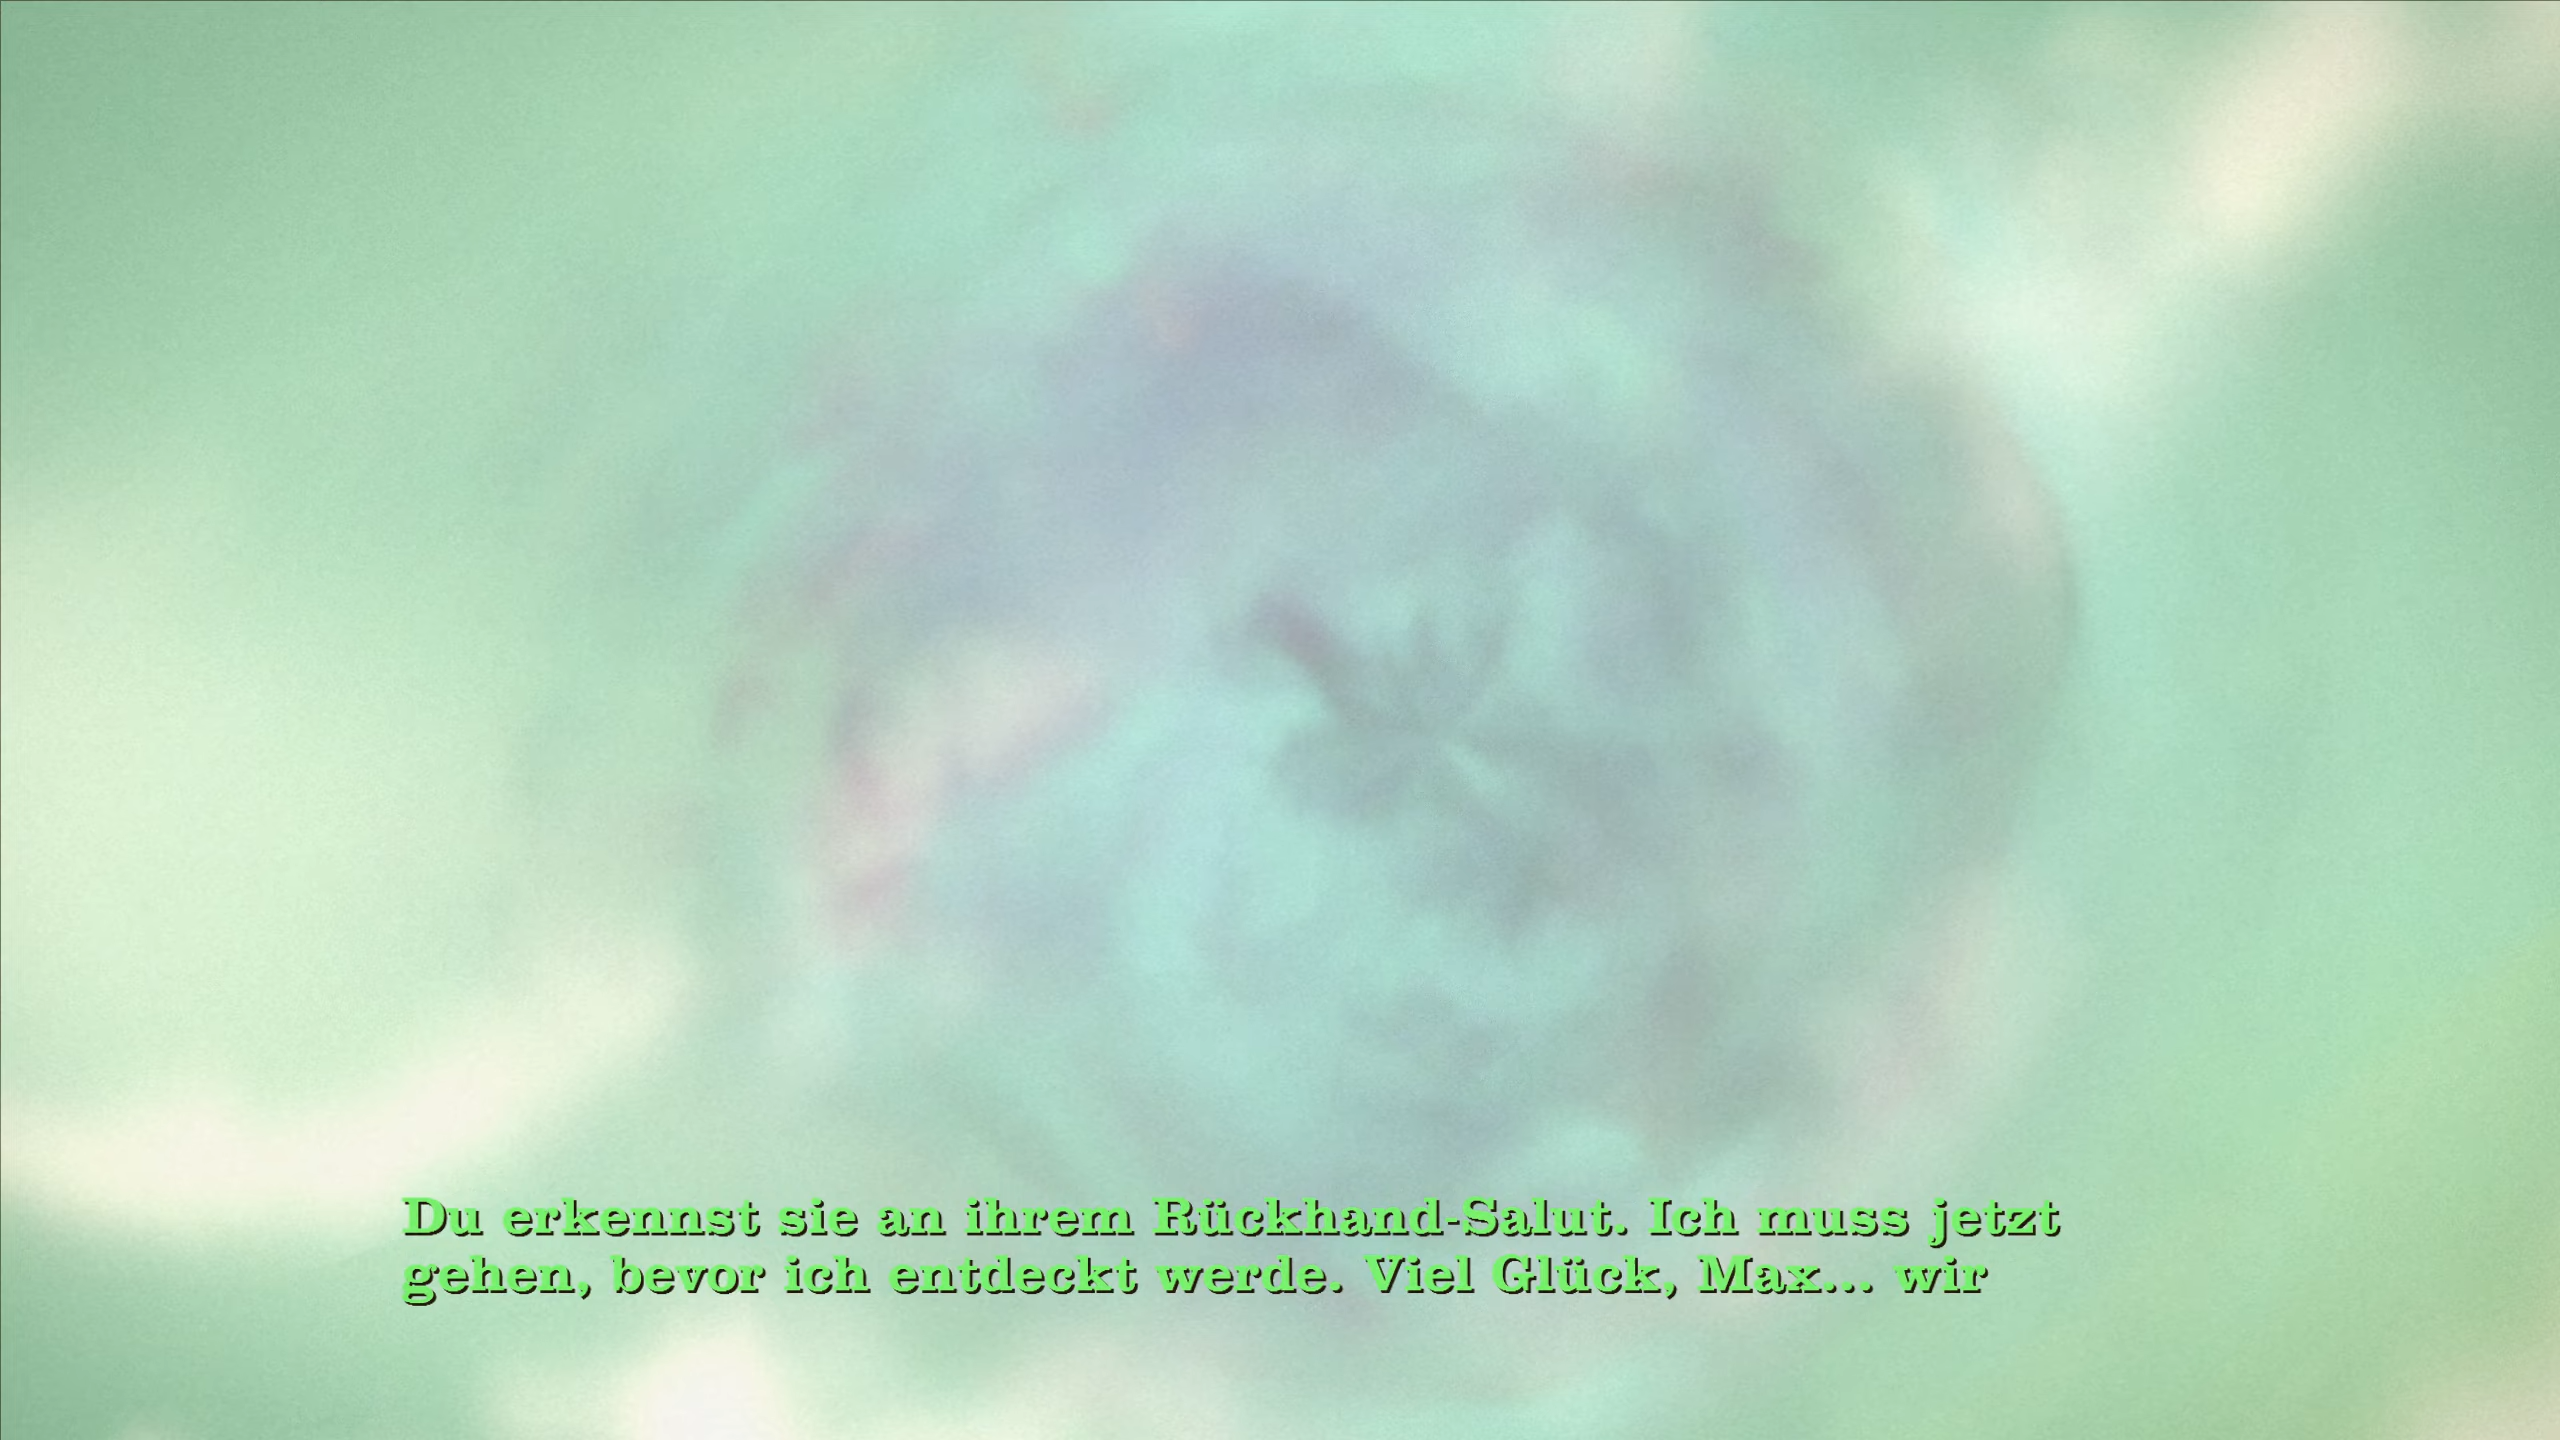 Du erkennst sie an ihrem Rückhand-Salut. Ich muss jetzt
gehen, bevor ich entdeckt werde. Viel Glück, Max... wir